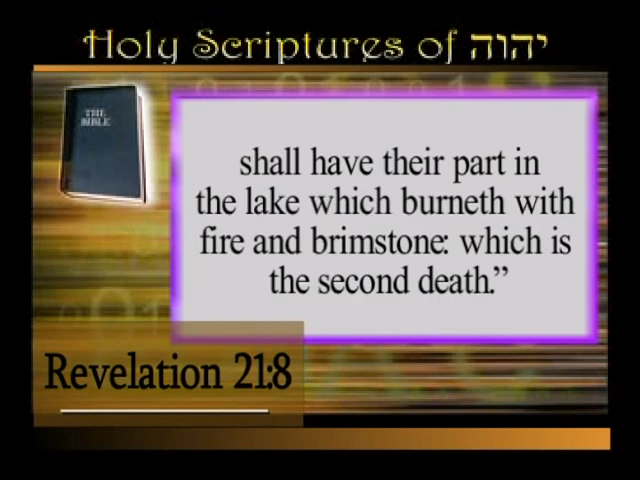 Holy Scriptures of יהוה
THE
BIBLE
shall have their part in
the lake which burneth with
fire and brimstone: which is
the second death.”
Revelation 21:8